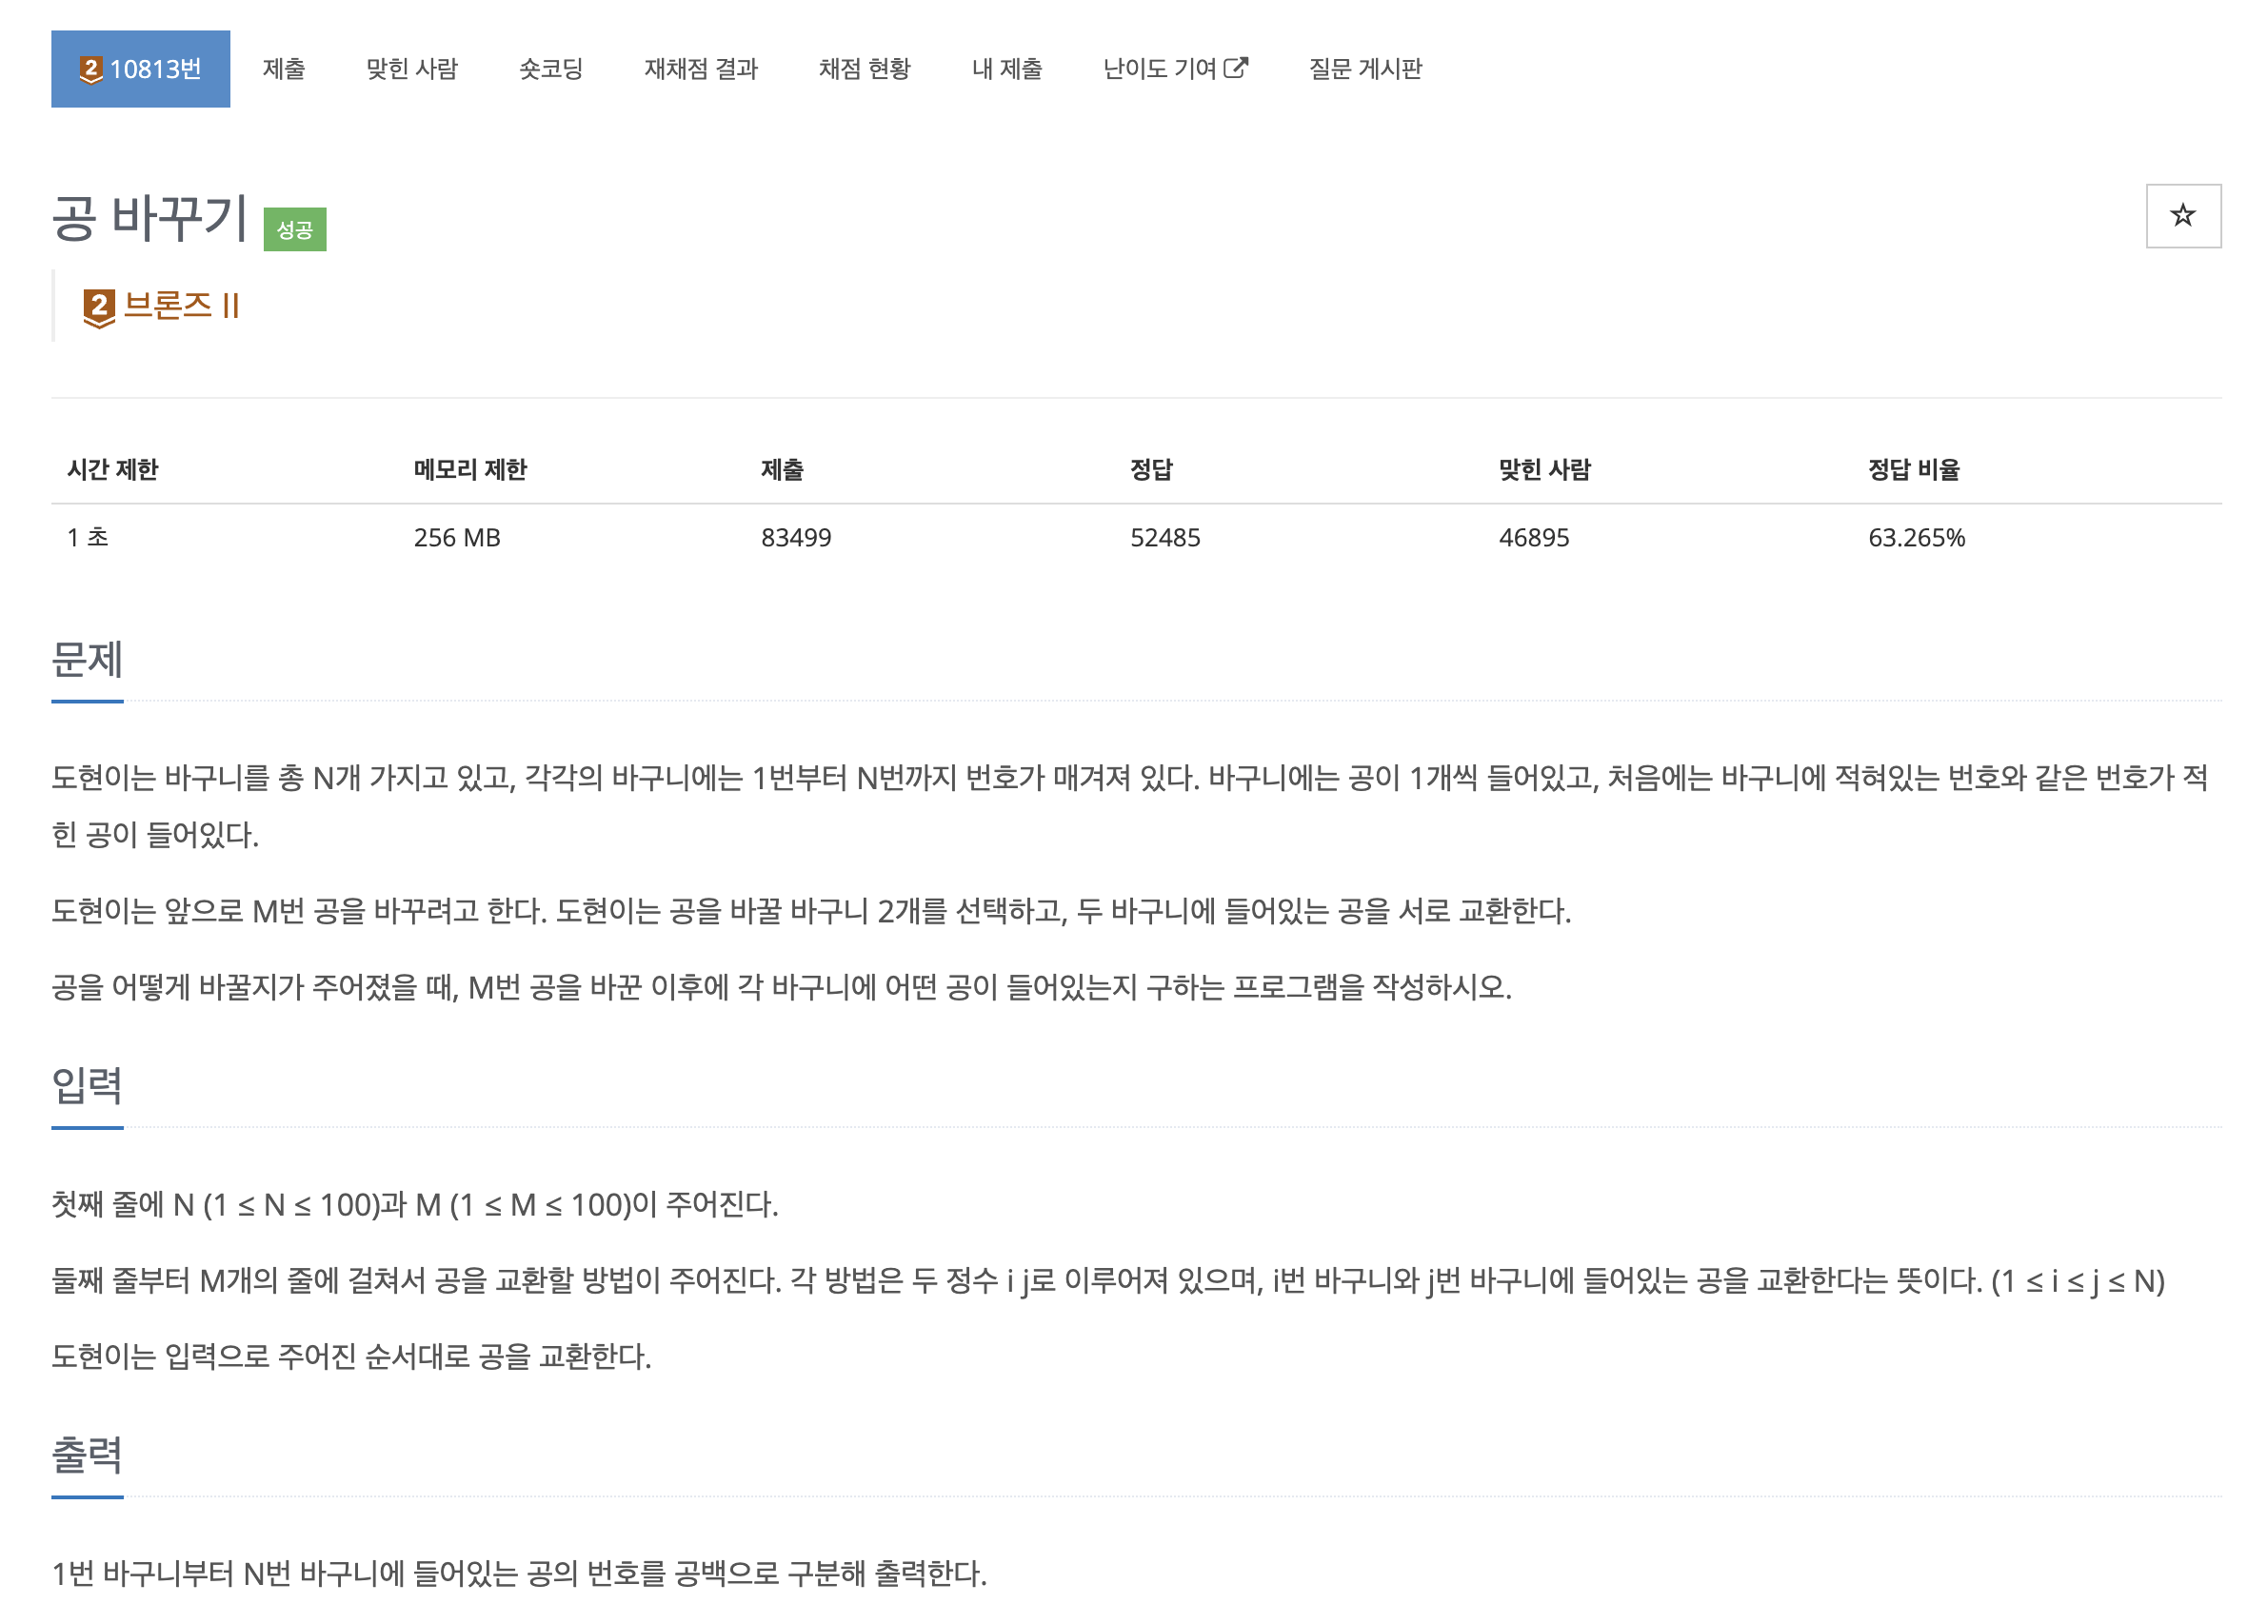 2 10813번 제출 맞힌 사람 숏코딩 재채점 결과 채점 현황 내 제출 난이도 기여 질문 게시판
공 바꾸기 성공
2 브론즈 II
시간 제한 메모리 제한 제출 정답 맞힌 사람 정답 비율
1 초 256 MB 83499 52485 46895 63.265%
문제
도현이는 바구니를 총 N개 가지고 있고, 각각의 바구니에는 1번부터 N번까지 번호가 매겨져 있다. 바구니에는 공이 1개씩 들어있고, 처음에는 바구니에 적혀있는 번호와 같은 번호가 적
힌 공이 들어있다.
도현이는 앞으로 M번 공을 바꾸려고 한다. 도현이는 공을 바꿀 바구니 2개를 선택하고, 두 바구니에 들어있는 공을 서로 교환한다.
공을 어떻게 바꿀지가 주어졌을 때, M번 공을 바꾼 이후에 각 바구니에 어떤 공이 들어있는지 구하는 프로그램을 작성하시오.
입력
첫째 줄에 N (1 ≤ N ≤ 100)과 M (1 ≤ M ≤ 100)이 주어진다.
둘째 줄부터 M개의 줄에 걸쳐서 공을 교환할 방법이 주어진다. 각 방법은 두 정수 i j로 이루어져 있으며, i번 바구니와 j번 바구니에 들어있는 공을 교환한다는 뜻이다. (1 ≤ i ≤ j ≤ N)
도현이는 입력으로 주어진 순서대로 공을 교환한다.
출력
1번 바구니부터 N번 바구니에 들어있는 공의 번호를 공백으로 구분해 출력한다.